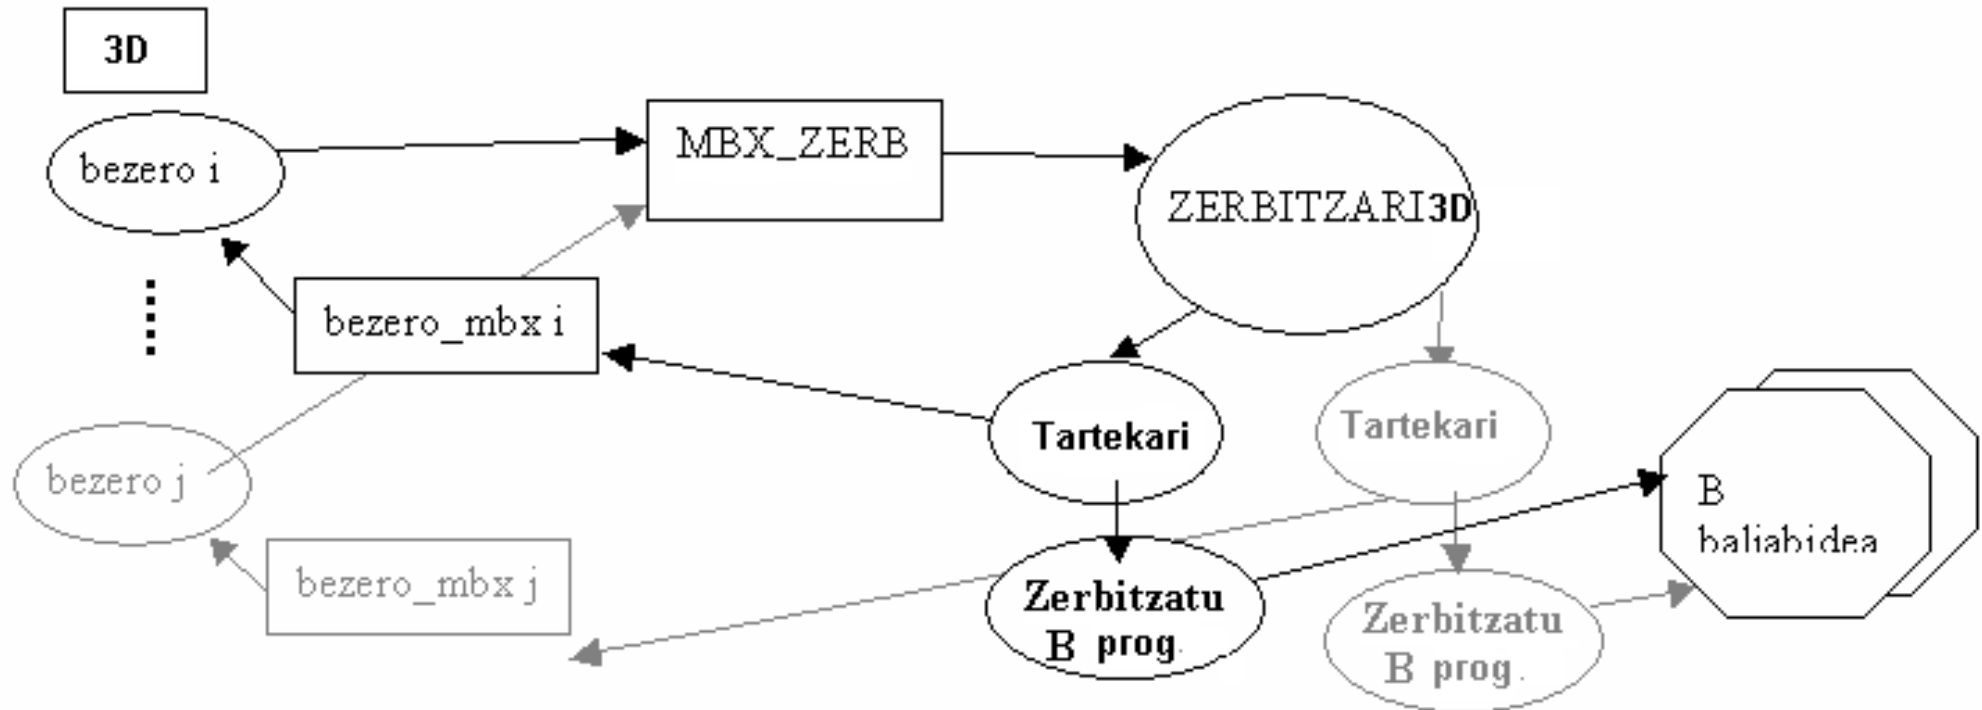 3D
bezero i
MBX_ZERB
ZERBITZARI3D
bezero_mbx i
Tartekari
Tartekari
bezero j
B
baliabidea
bezero_mbx j
Zerbitzatu
B prog.
Zerbitzatu
B prog.